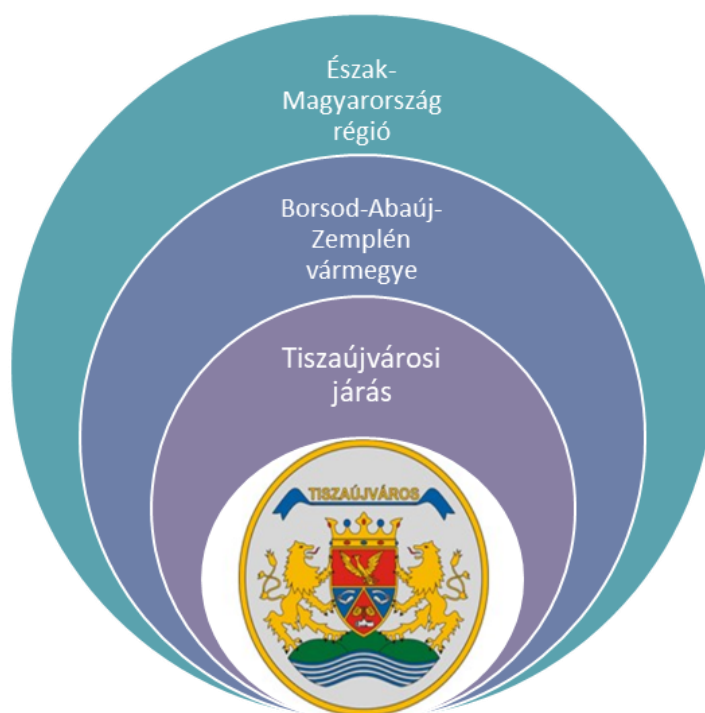 Észak-
Magyarország
régió
Borsod-Abaúj-
Zemplén
vármegye
Tiszaújvárosi
járás
TISZAÚJVÁROS